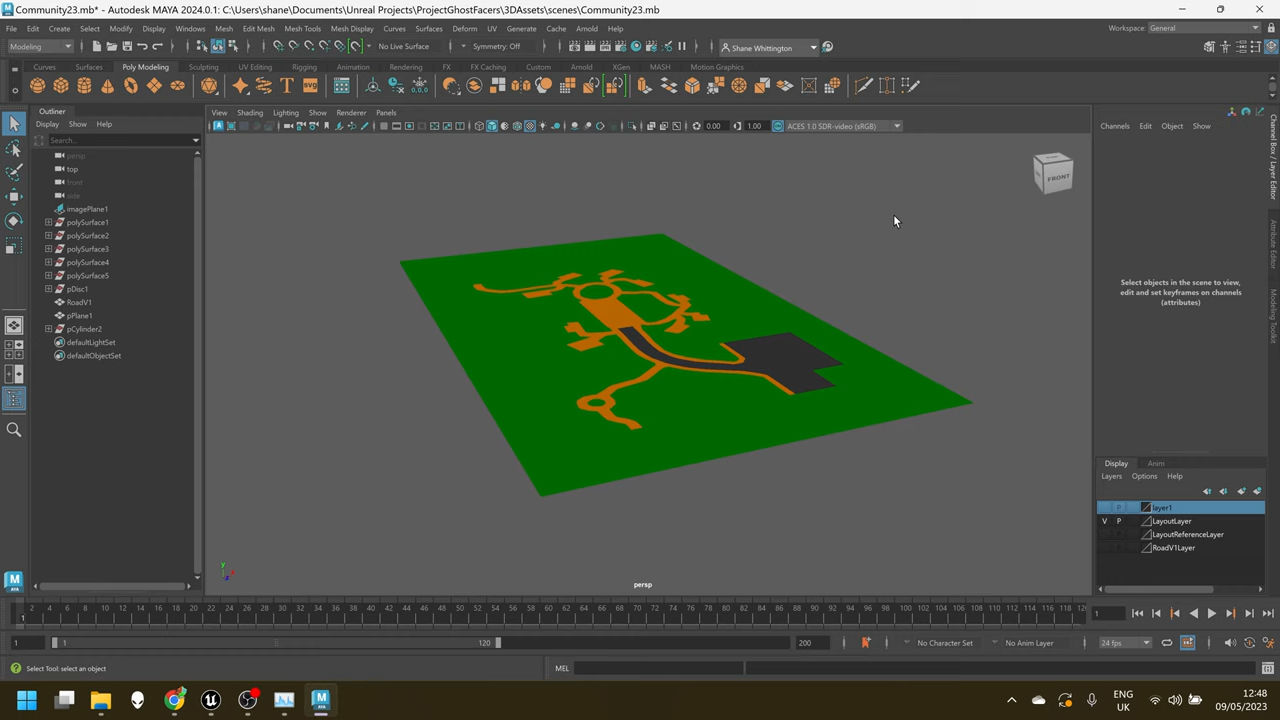 Community23.mb* - Autodesk MAYA 2024.0.1: C:\Users\shane\Documents\Unreal Projects\ProjectGhostFacers\3DAssets\scenes\Community23.mb
File Edit Create Select Modify Display Windows Mesh Edit Mesh Mesh Tools Mesh Display Curves Surfaces Deform UV Generate Cache Arnold Help
Workspace: General
Modeling
No Live Surface
Symmetry: Off
Shane Whittington
Curves Surfaces Poly Modeling Sculpting UV Editing Rigging Animation Rendering FX FX Caching Custom Arnold MASH Motion Graphics XGen
Outliner
Display Show Help
Search...
persp
top
front
side
imagePlane1
polySurface1
polySurface2
polySurface3
polySurface4
polySurface5
pDisc1
RoadV1
pPlane1
pCylinder2
defaultLightSet
defaultObjectSet
View Shading Lighting Show Renderer Panels
0.00
1.00
ACES 1.0 SDR-video (sRGB)
FRONT
persp
Channels Edit Object Show
Select objects in the scene to view,
edit and set keyframes on channels
(attributes)
Channel Box / Layer Editor
Attribute Editor
Modeling Toolkit
Display Anim
Layers Options Help
layer1
V P LayoutLayer
LayoutReferenceLayer
RoadV1Layer
2 4 6 8 10 12 14 16 18 20 22 24 26 28 30 32 34 36 38 40 42 44 46 48 50 52 54 56 58 60 62 64 66 68 70 72 74 76 78 80 82 84 86 88 90 92 94 96 98 100 102 104 106 108 110 112 114 116 118
1
1
1 1 120 200
No Character Set
No Anim Layer
24 fps
Select Tool: select an object
MEL
MAYA
ENG
UK
12:48
09/05/2023